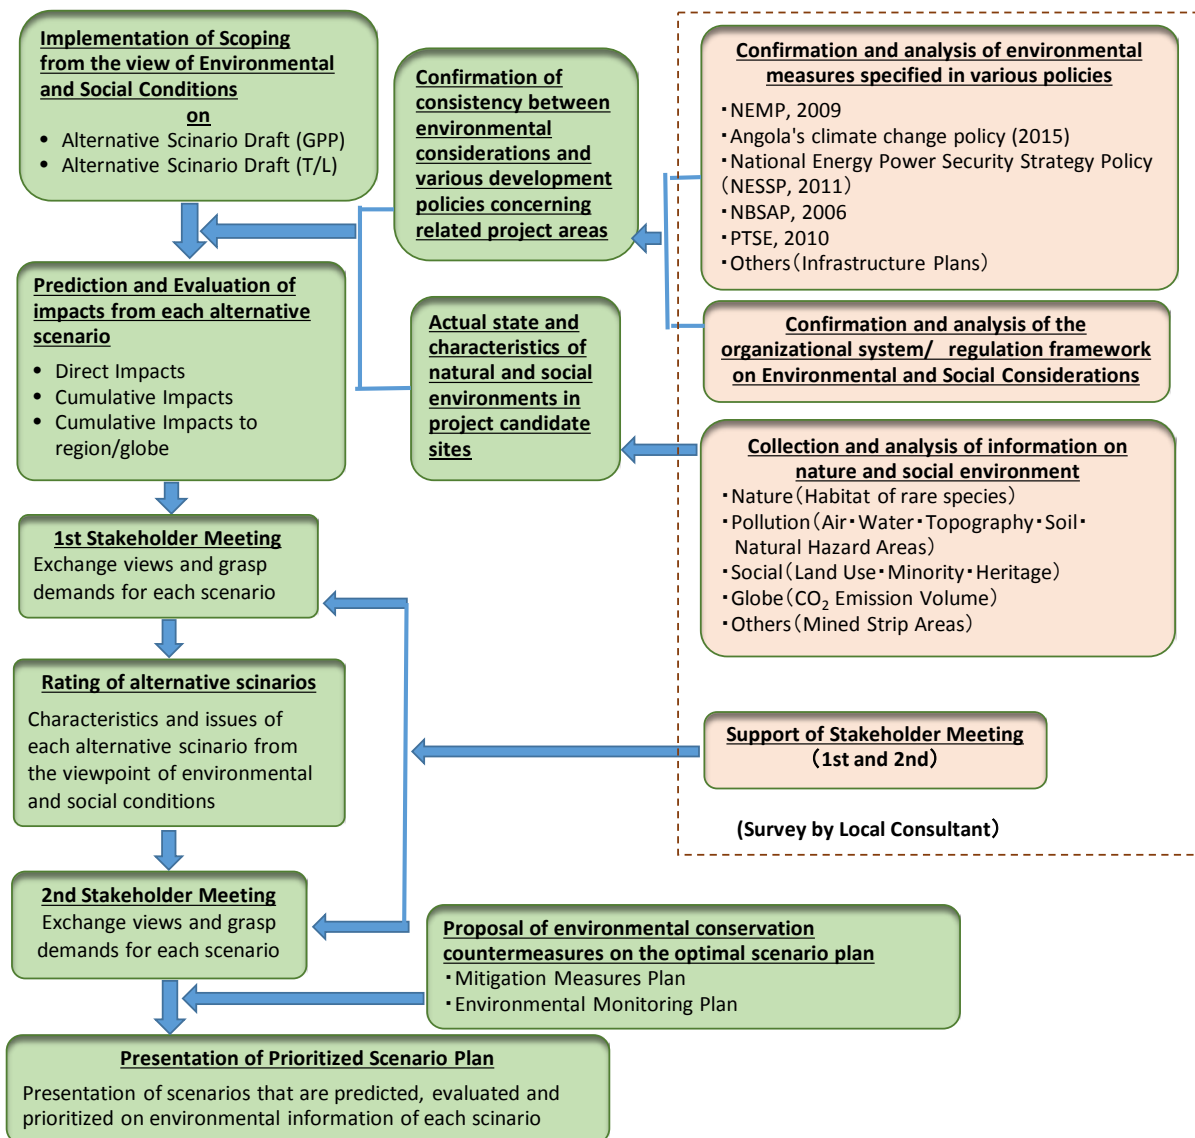 Implementation of Scoping
from the view of Environmental
and Social Conditions
on
• Alternative Scinario Draft (GPP)
• Alternative Scinario Draft (T/L)
Prediction and Evaluation of
impacts from each alternative
scenario
• Direct Impacts
• Cumulative Impacts
• Cumulative Impacts to
region/globe
1st Stakeholder Meeting
Exchange views and grasp
demands for each scenario
Rating of alternative scinarios
Characteristics and issues of
each alternative scinario from
the viewpoint of environmental
and social conditions
2nd Stakeholder Meeting
Exchange views and grasp
demands for each scenario
Presentation of Prioritized Scenario Plan
Presentation of scenarios that are predicted, evaluated and
prioritized on environmental information of each scinario
Confirmation of
consistency between
environmental
considerations and
various development
policies concerning
related project areas
Actual state and
characteristics of
natural and social
environments in
project candidate
sites
Proposal of environmental conservation
countermeasures on the optimal scenario plan
・Mitigation Measures Plan
・Environmental Monitoring Plan
Confirmation and analysis of environmental
measures specified in various policies
・NEMP, 2009
・Angola's climate change policy (2015)
・National Energy Power Security Strategy Policy
（NESSP, 2011）
・NBSAP, 2006
・PTSE, 2010
・Others（Infrastructure Plans）
Confirmation and analysis of the
organizational system/ regulation framework
on Environmental and Social Considerations
Collection and analysis of information on
nature and social environment
・Nature（Habitat of rare species）
・Pollution（Air・Water・Topography・Soil・
Natural Hazard Areas）
・Social（Land Use・Minority・Heritage）
・Globe（CO₂ Emission Volume）
・Others（Mined Strip Areas）
Support of Stakeholder Meeting
（1st and 2nd）
(Survey by Local Consultant）